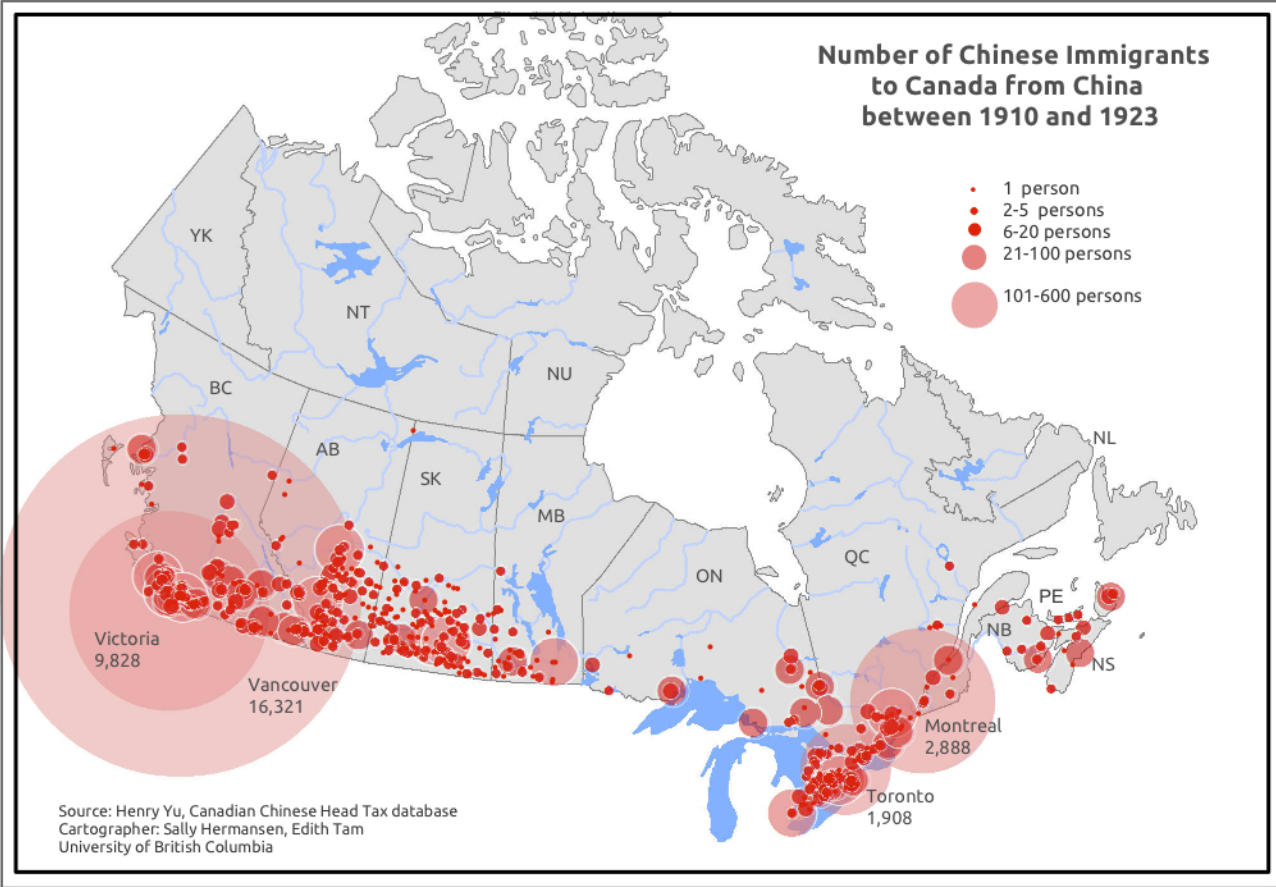 Number of Chinese Immigrants
to Canada from China
between 1910 and 1923
1 person
2-5 persons
6-20 persons
21-100 persons
101-600 persons
YK
NT
NU
BC
AB
SK
MB
ON
QC
NL
PE
NB
NS
Victoria
9,828
Vancouver
16,321
Montreal
2,888
Toronto
1,908
Source: Henry Yu, Canadian Chinese Head Tax database
Cartographer: Sally Hermansen, Edith Tam
University of British Columbia